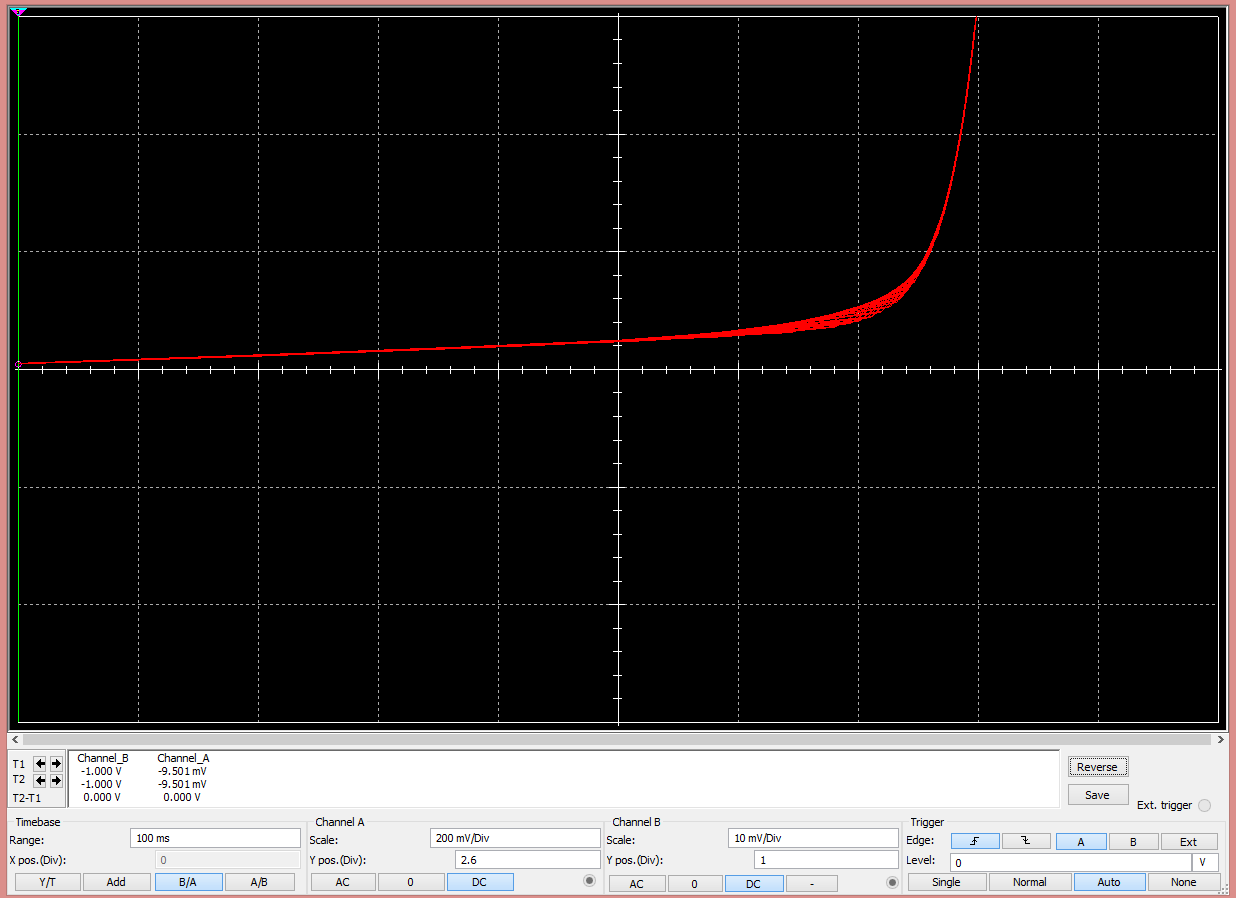 Channel_B Channel_A
T1 -1.000 V -9.501 mV
T2 -1.000 V -9.501 mV
T2-T1 0.000 V 0.000 V
Reverse
Save
Ext. trigger
Timebase Channel A Channel B Trigger
Range: 100 ms Scale: 200 mV/Div Scale: 10 mV/Div Edge: A B Ext
X pos.(Div): 0 Y pos.(Div): 2.6 Y pos.(Div): 1 Level: 0 V
Y/T Add B/A A/B AC 0 DC AC 0 DC - Single Normal Auto None